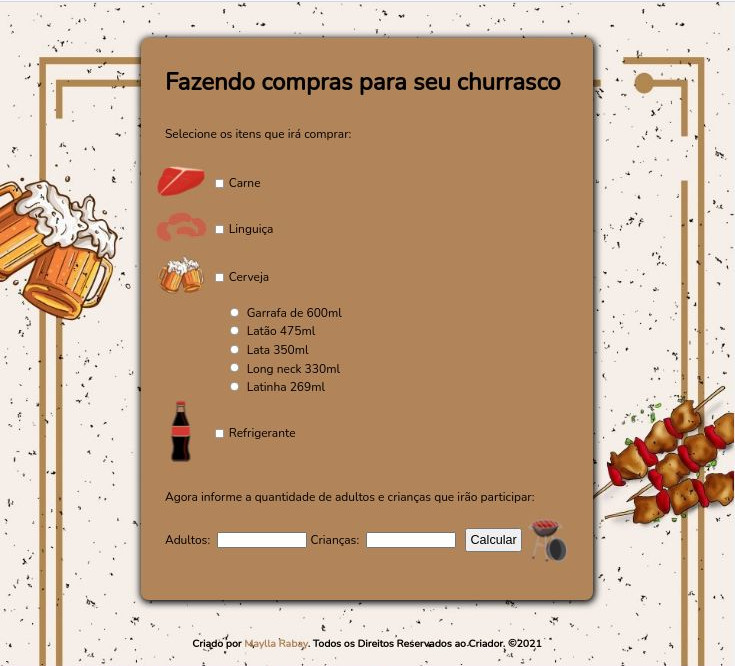 Fazendo compras para seu churrasco
Selecione os itens que irá comprar:
Carne
Linguiça
Cerveja
Garrafa de 600ml
Latão 475ml
Lata 350ml
Long neck 330ml
Latinha 269ml
Refrigerante
Agora informe a quantidade de adultos e crianças que irão participar:
Adultos: Crianças: Calcular
Criado por Maylla Rabay. Todos os Direitos Reservados ao Criador. ©2021